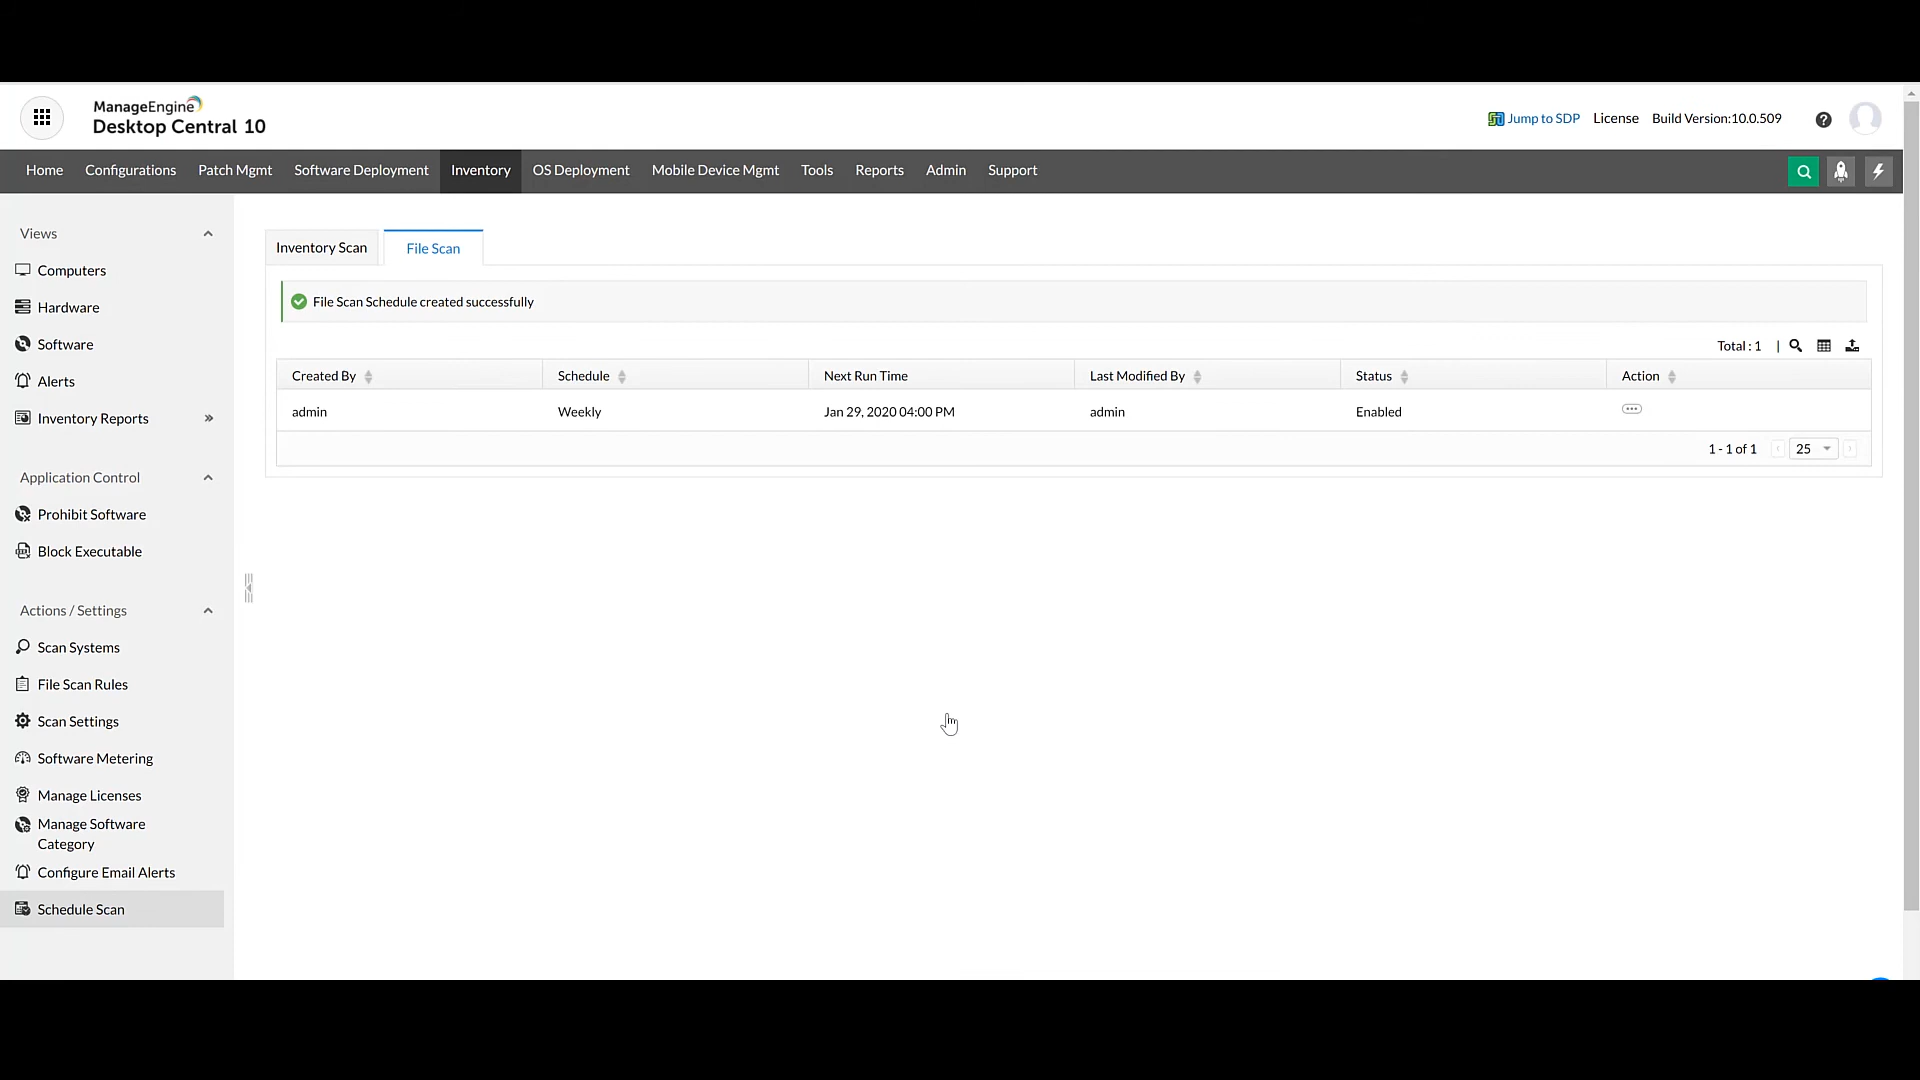 ManageEngine
Desktop Central 10
Jump to SDP License Build Version:10.0.509
Home Configurations Patch Mgmt Software Deployment Inventory OS Deployment Mobile Device Mgmt Tools Reports Admin Support
Views
Computers
Hardware
Software
Alerts
Inventory Reports
Application Control
Prohibit Software
Block Executable
Actions / Settings
Scan Systems
File Scan Rules
Scan Settings
Software Metering
Manage Licenses
Manage Software
Category
Configure Email Alerts
Schedule Scan
Inventory Scan File Scan
File Scan Schedule created successfully
Total : 1 |
Created By Schedule Next Run Time Last Modified By Status Action
admin Weekly Jan 29, 2020 04:00 PM admin Enabled
1 - 1 of 1 25